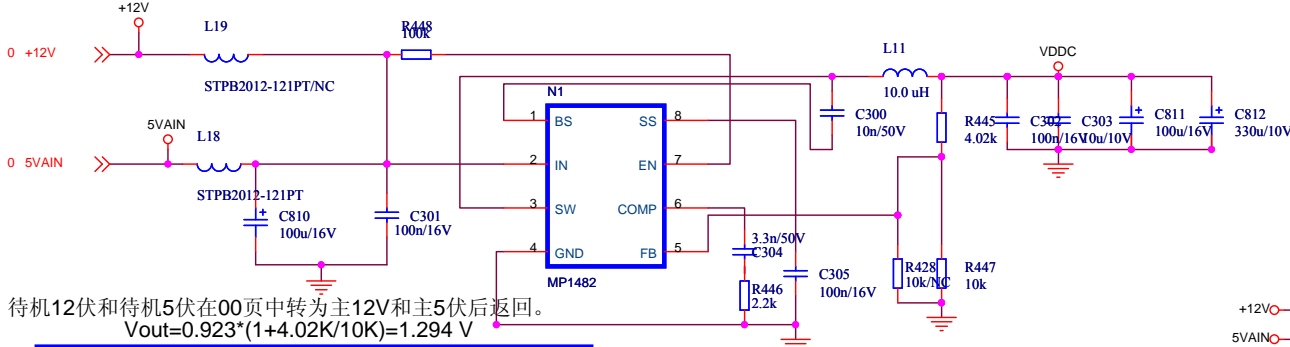 +12V
L19
R448
100k
0 +12V
STPB2012-121PT/NC
L11
VDDC
10.0 uH
N1
5VAIN
L18
0 5VAIN
STPB2012-121PT
C810
100u/16V
C301
100n/16V
1 BS SS 8
2 IN EN 7
3 SW COMP 6
4 GND FB 5
MP1482
C300
10n/50V
R445
4.02k
C302
100n/16V
C303
10u/10V
C811
100u/16V
C812
330u/10V
3.3n/50V
C304
R446
2.2k
C305
100n/16V
R428
10k/NC
R447
10k
待机12伏和待机5伏在00页中转为主12V和主5伏后返回。
Vout=0.923*(1+4.02K/10K)=1.294 V
+12V
5VAIN